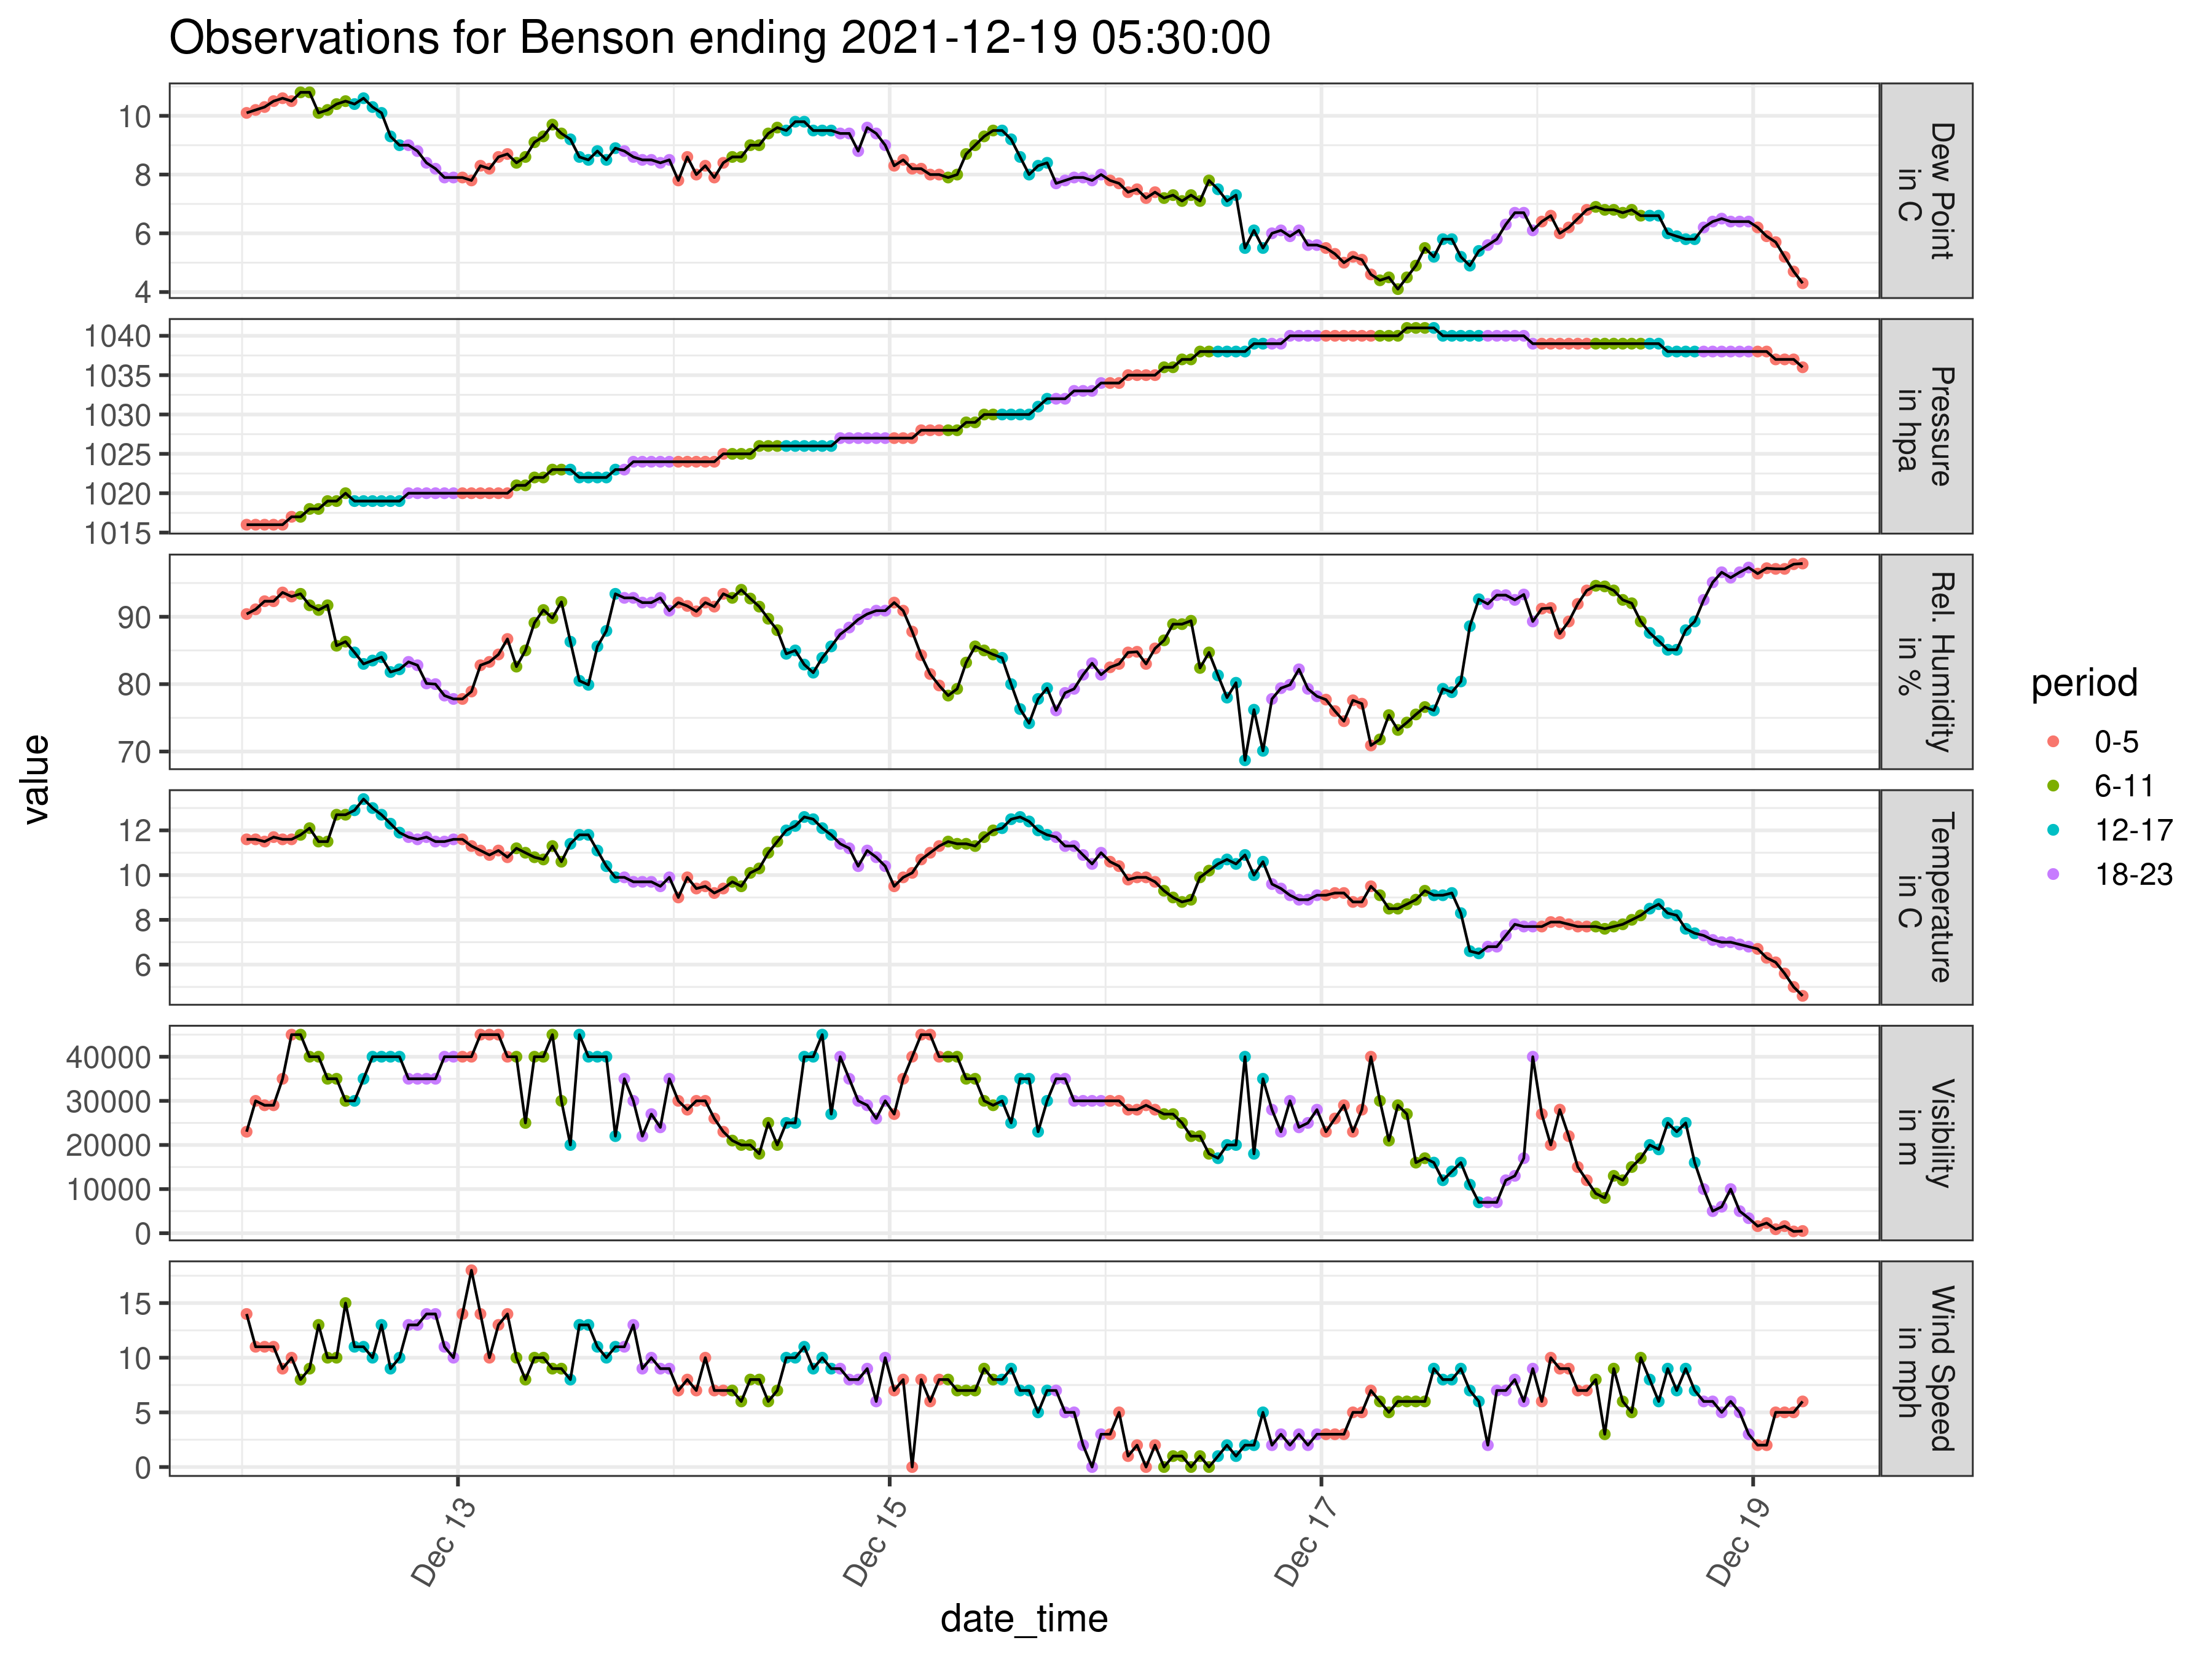 Observations for Benson ending 2021-12-19 05:30:00
value
10
8
6
4
Dew Point
in C
1040
1035
1030
1025
1020
1015
Pressure
in hpa
90
80
70
Rel. Humidity
in %
12
10
8
6
Temperature
in C
40000
30000
20000
10000
0
Visibility
in m
15
10
5
0
Wind Speed
in mph
Dec 13
Dec 15
Dec 17
Dec 19
date_time
period
0-5
6-11
12-17
18-23